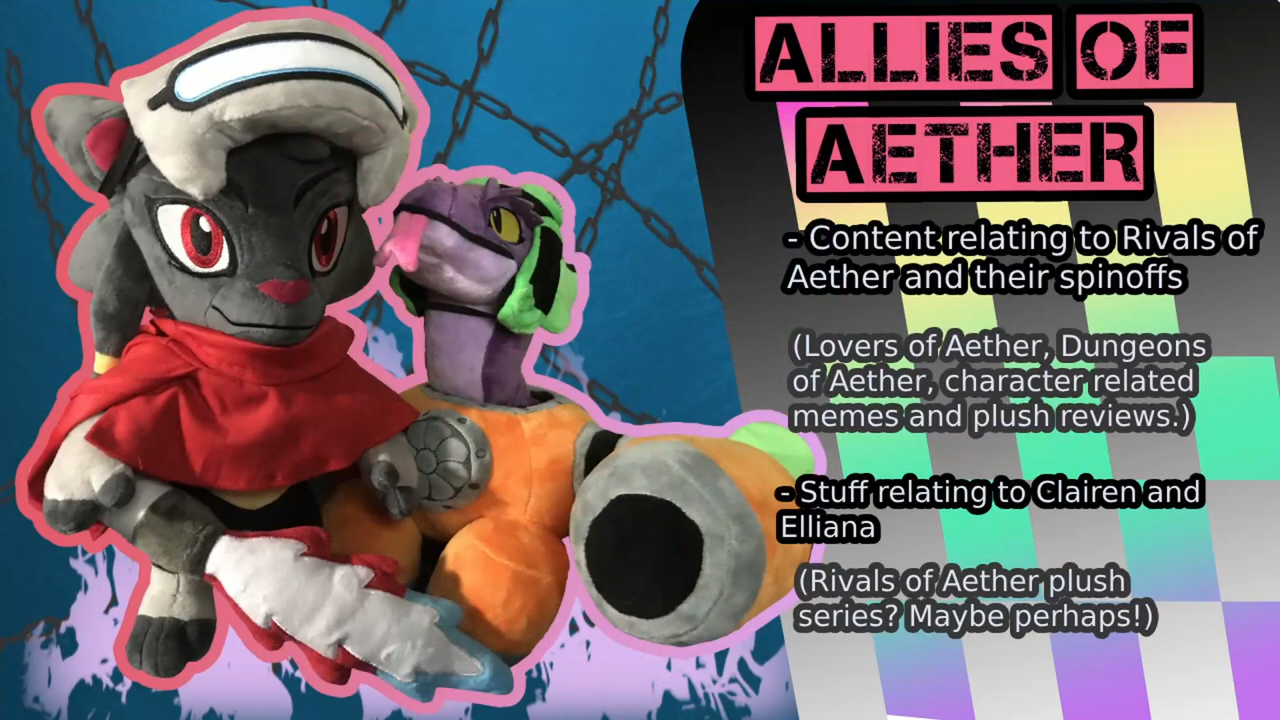 ALLIES OF
AETHER
- Content relating to Rivals of
Aether and their spinoffs
(Lovers of Aether, Dungeons
of Aether, character related
memes and plush reviews.)
- Stuff relating to Clairen and
Elliana
(Rivals of Aether plush
series? Maybe perhaps!)